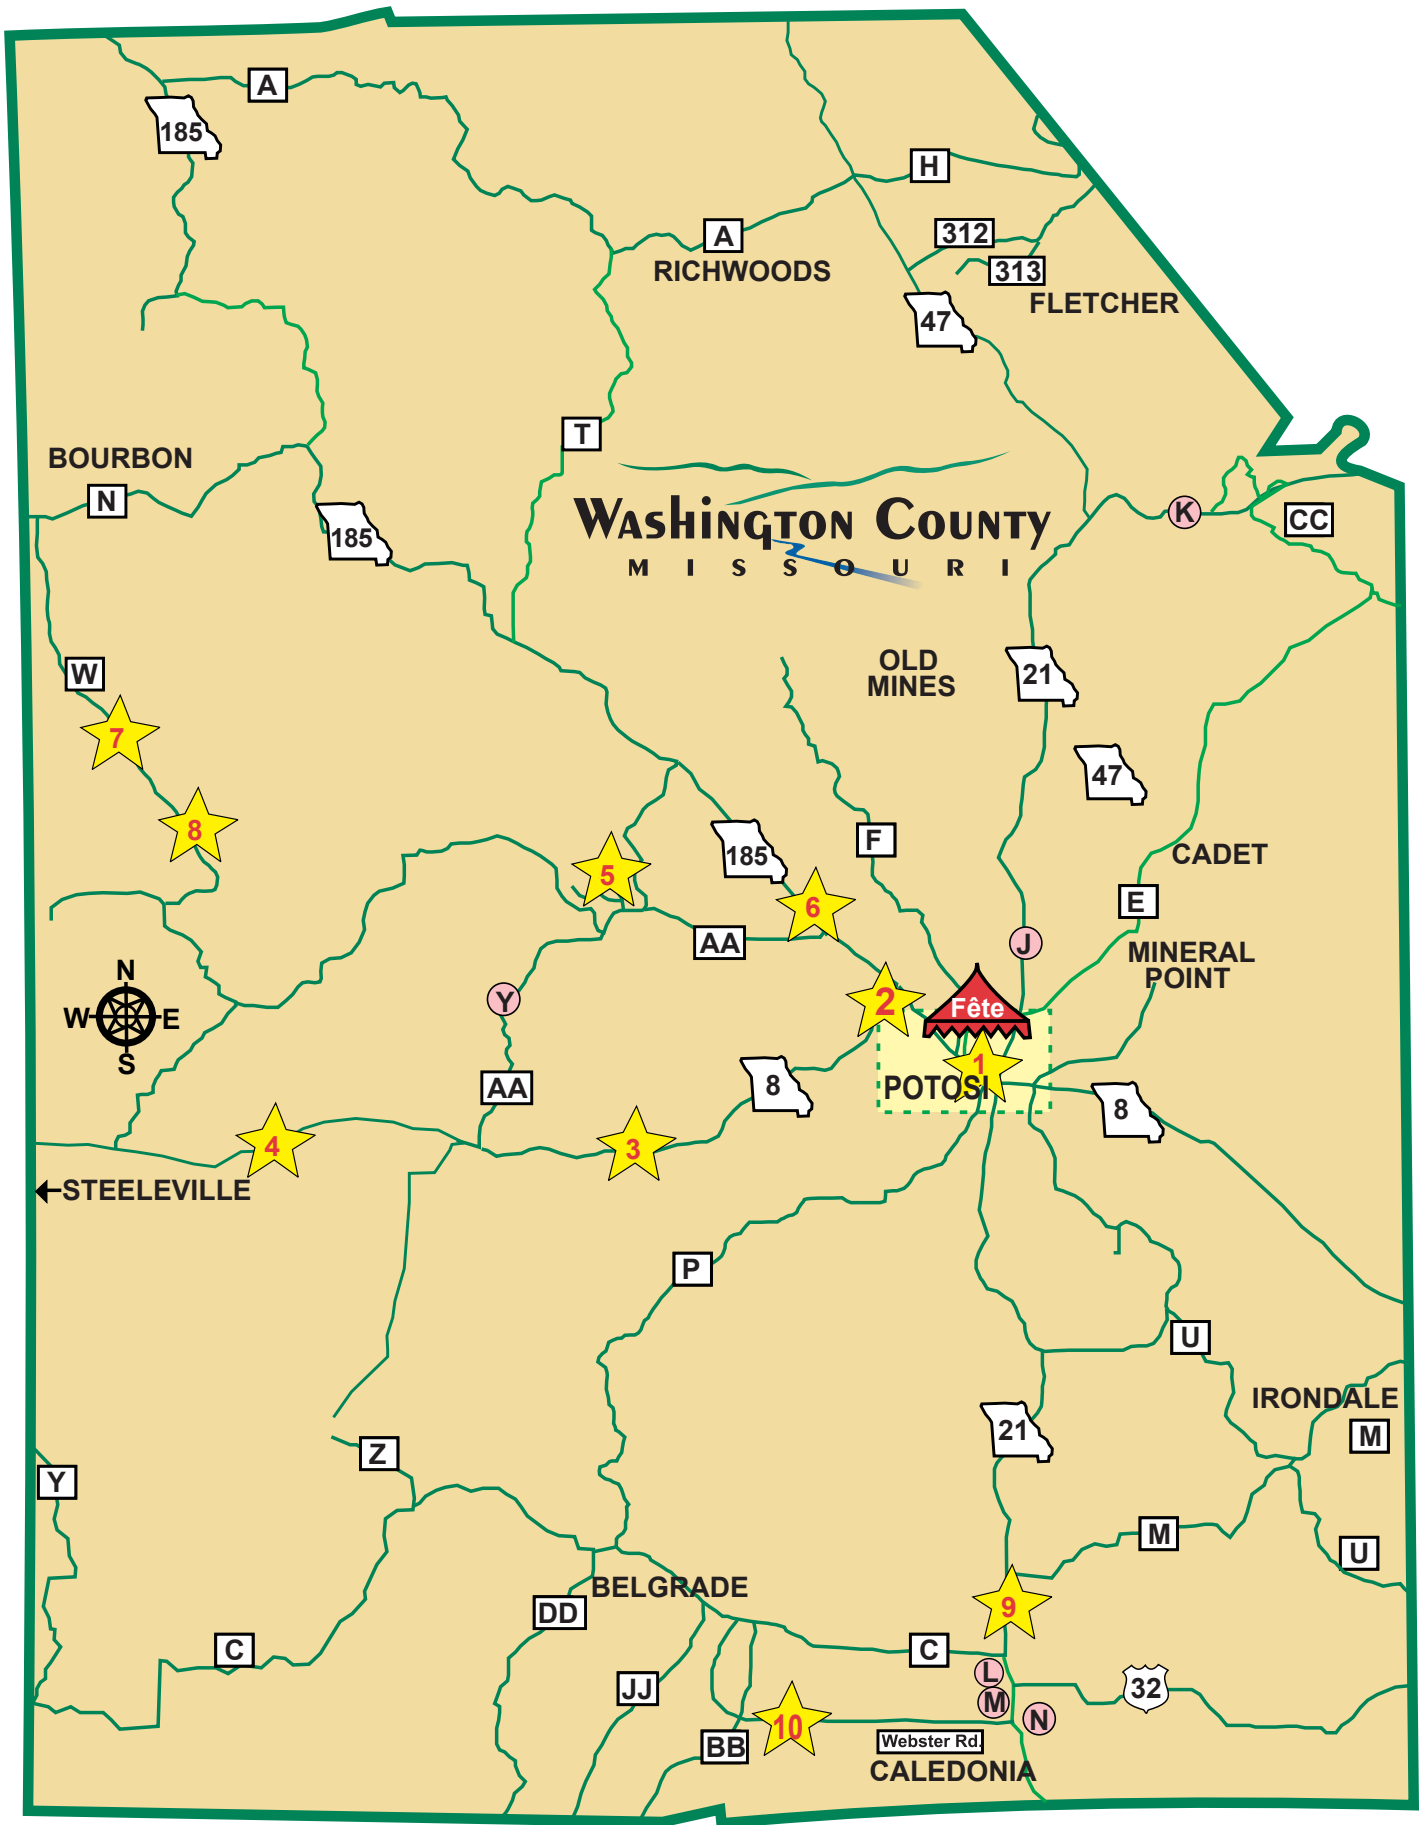 A
185
H
A
312
RICHWOODS
313
FLETCHER
47
T
BOURBON
N
Washington County
MISSOURI
K
CC
185
OLD
MINES
21
W
7
47
8
F
185
CADET
5
6
E
AA
J
MINERAL
POINT
N
W E
S
Y
2
Fête
1
POTOSI
AA
8
8
4
3
STEELEVILLE
P
U
IRONDALE
21
M
Z
Y
M
U
BELGRADE
9
DD
C
C
L
JJ
M
32
N
10
BB
Webster Rd.
CALEDONIA